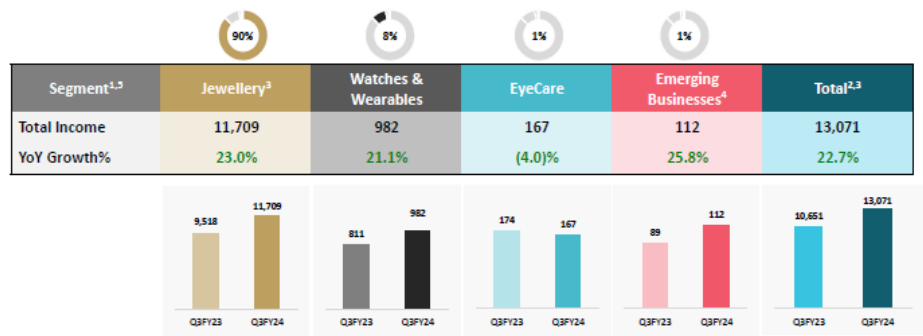 90% 8% 1% 1%
Segment1,5 Jewellery3 Watches & Wearables EyeCare Emerging Businesses4 Total2,3
Total Income 11,709 982 167 112 13,071
YoY Growth% 23.0% 21.1% (4.0)% 25.8% 22.7%
9,518 11,709 811 982 174 167 89 112 10,651 13,071
Q3FY23 Q3FY24 Q3FY23 Q3FY24 Q3FY23 Q3FY24 Q3FY23 Q3FY24 Q3FY23 Q3FY24